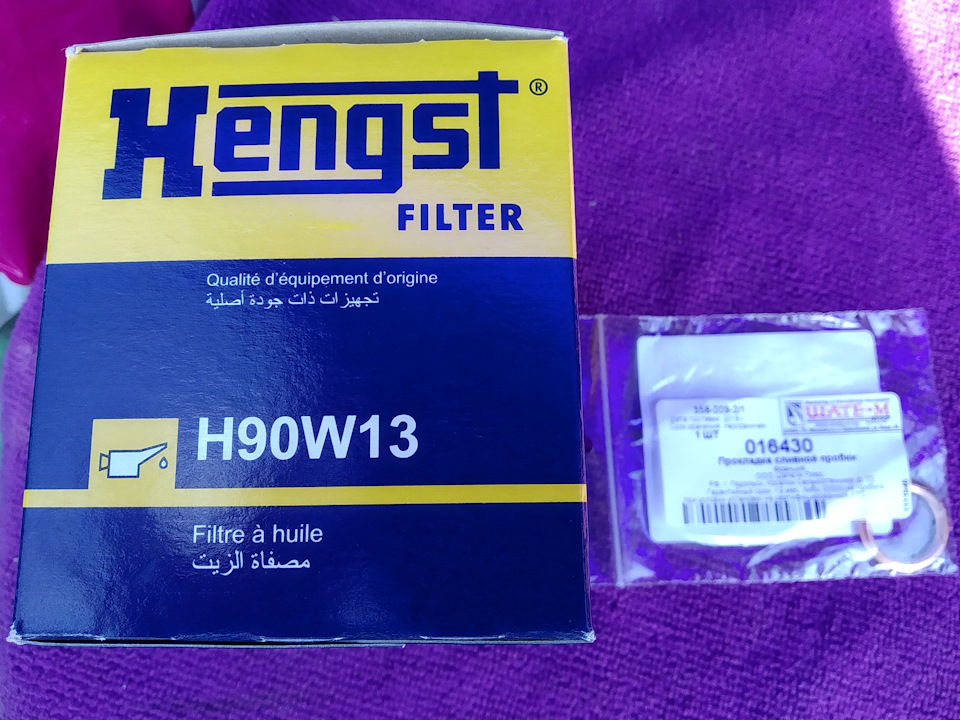 Hengst®
FILTER
Qualité d'équipement d'origine
تجهيزات ذات جودة أصلية
H90W13
Filtre à huile
مصفاة الزيت
ШАТЕ-М
1 ШТ
016430
Прокладка сливной пробки